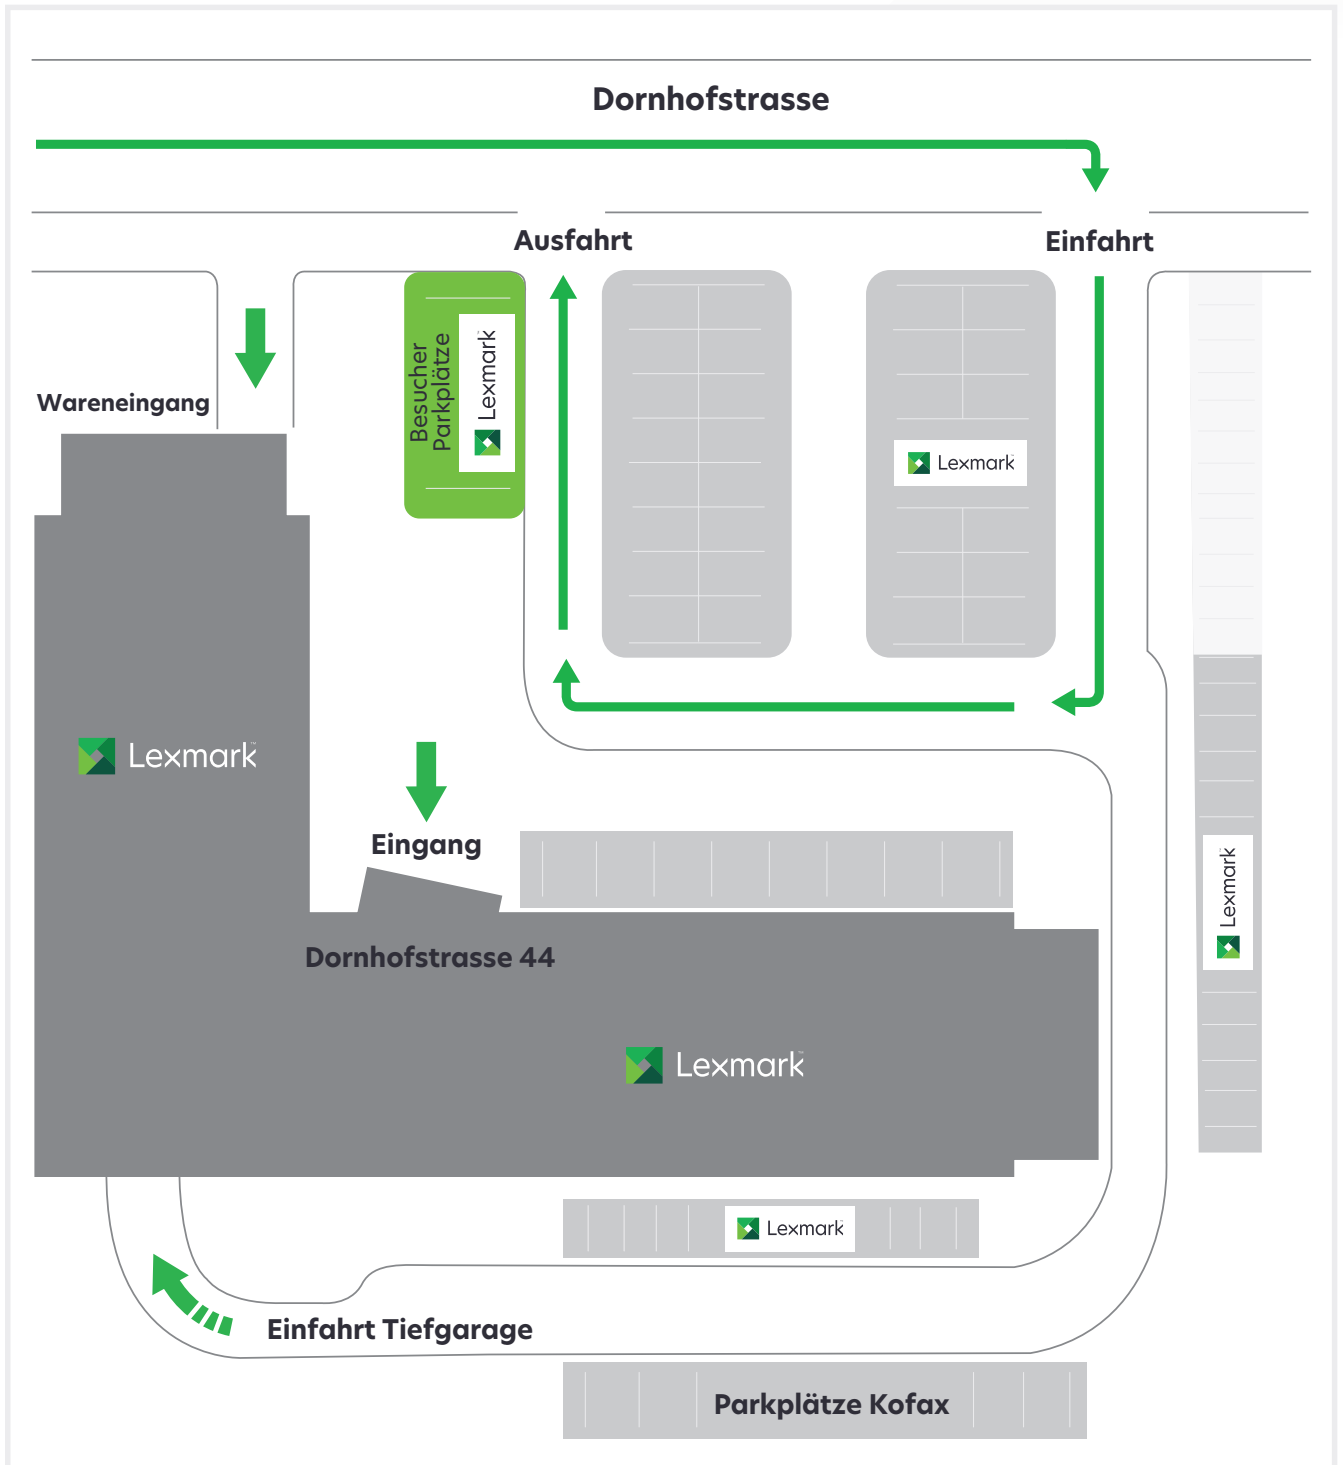 Dornhofstrasse
Ausfahrt
Einfahrt
Wareneingang
Besucher
Parkplätze
Lexmark
Lexmark
Lexmark
Eingang
Lexmark
Dornhofstrasse 44
Lexmark
Lexmark
Einfahrt Tiefgarage
Parkplätze Kofax